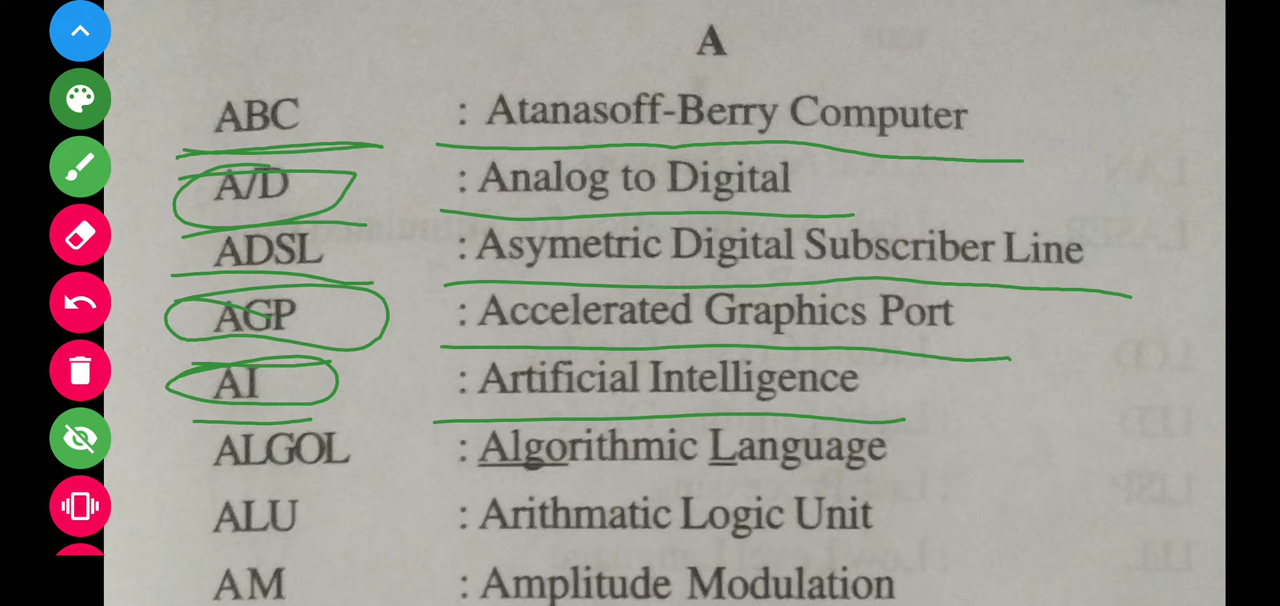 A
ABC : Atanasoff-Berry Computer
A/D : Analog to Digital
ADSL : Asymetric Digital Subscriber Line
AGP : Accelerated Graphics Port
AI : Artificial Intelligence
ALGOL : Algorithmic Language
ALU : Arithmatic Logic Unit
AM : Amplitude Modulation